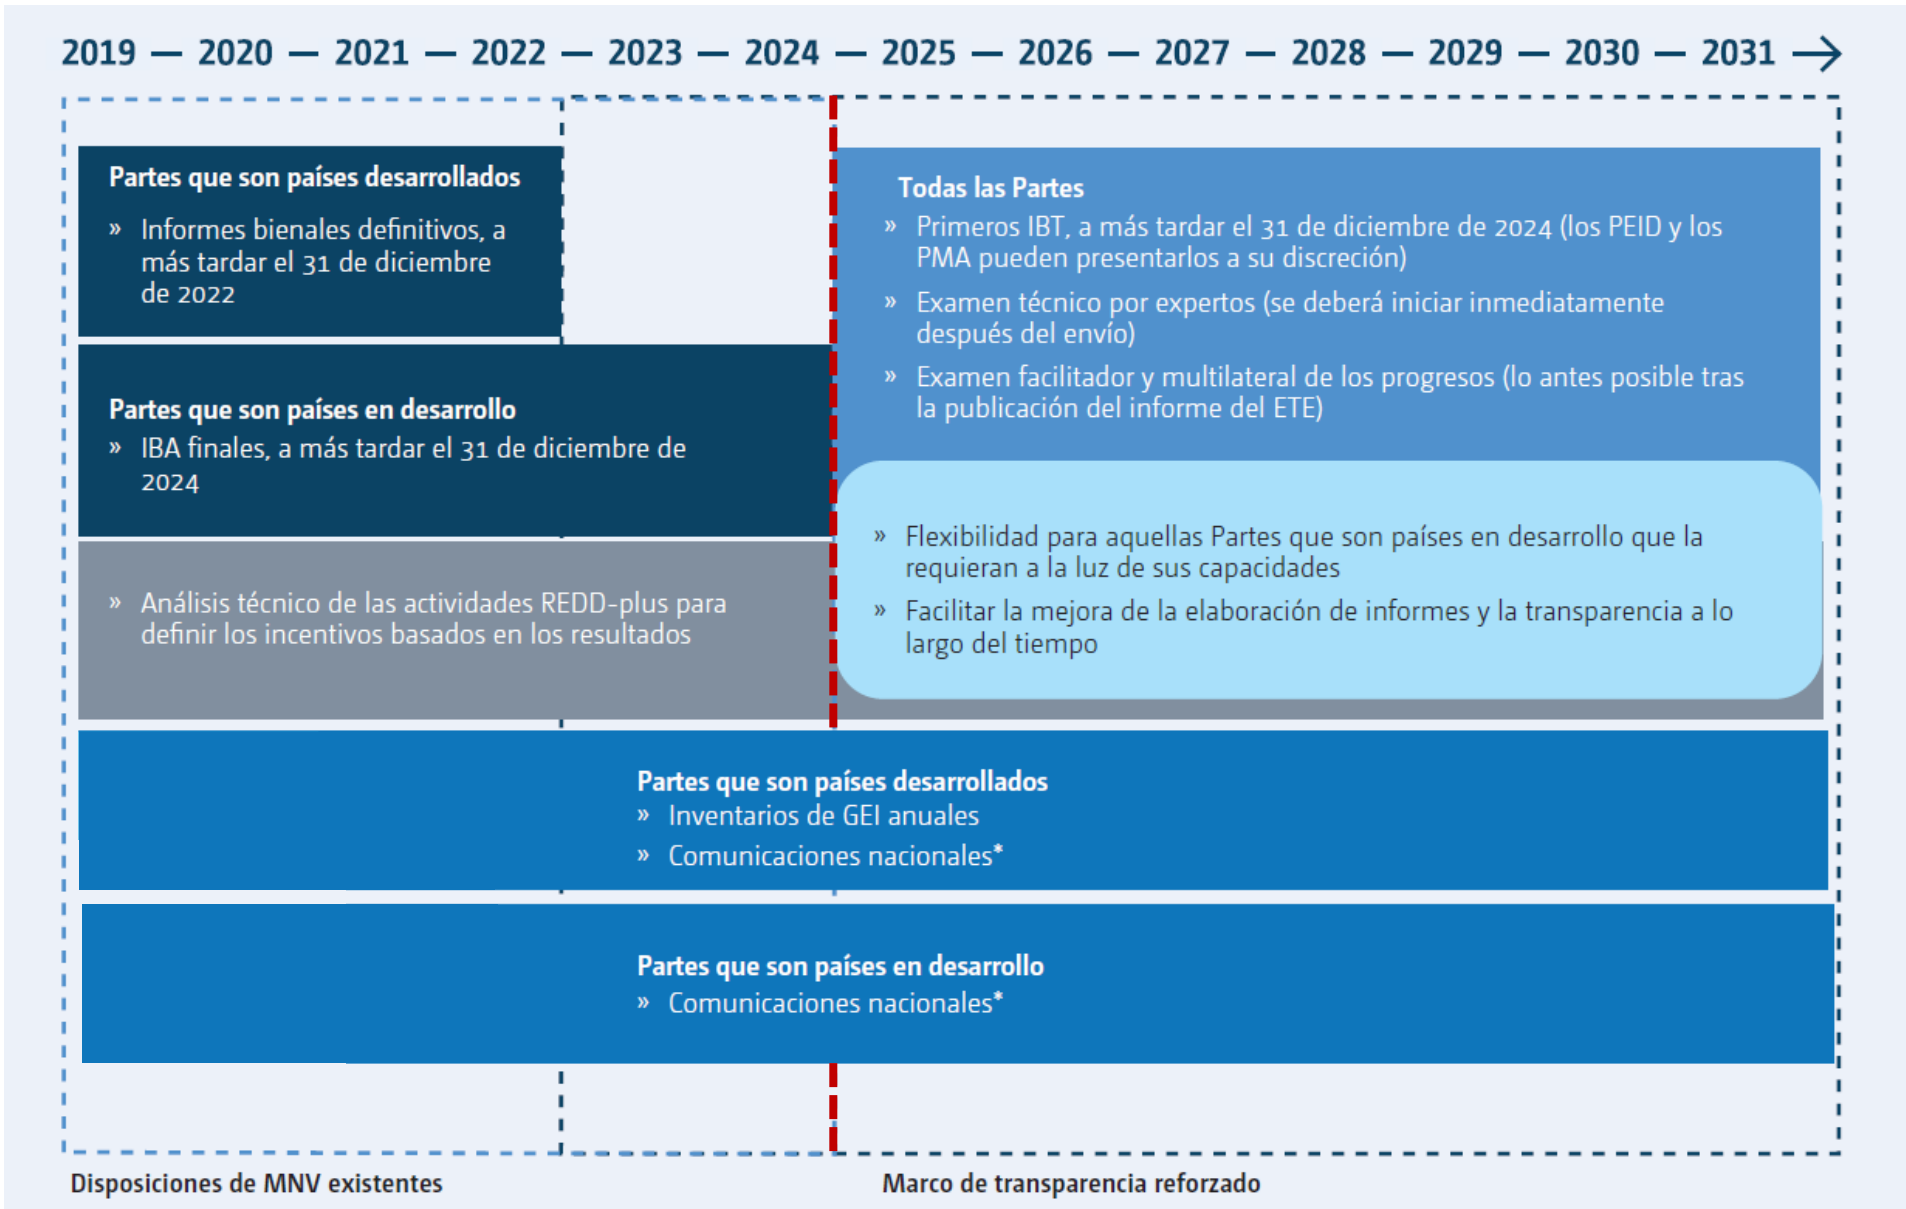 2019 — 2020 — 2021 — 2022 — 2023 — 2024 — 2025 — 2026 — 2027 — 2028 — 2029 — 2030 — 2031
Partes que son países desarrollados
» Informes bienales definitivos, a
más tardar el 31 de diciembre
de 2022
Partes que son países en desarrollo
» IBA finales, a más tardar el 31 de diciembre de
2024
» Análisis técnico de las actividades REDD-plus para
definir los incentivos basados en los resultados
Todas las Partes
» Primeros IBT, a más tardar el 31 de diciembre de 2024 (los PEID y los
PMA pueden presentarlos a su discreción)
» Examen técnico por expertos (se deberá iniciar inmediatamente
después del envío)
» Examen facilitador y multilateral de los progresos (lo antes posible tras
la publicación del informe del ETE)
» Flexibilidad para aquellas Partes que son países en desarrollo que la
requieran a la luz de sus capacidades
» Facilitar la mejora de la elaboración de informes y la transparencia a lo
largo del tiempo
Partes que son países desarrollados
» Inventarios de GEI anuales
» Comunicaciones nacionales*
Partes que son países en desarrollo
» Comunicaciones nacionales*
Disposiciones de MNV existentes
Marco de transparencia reforzado